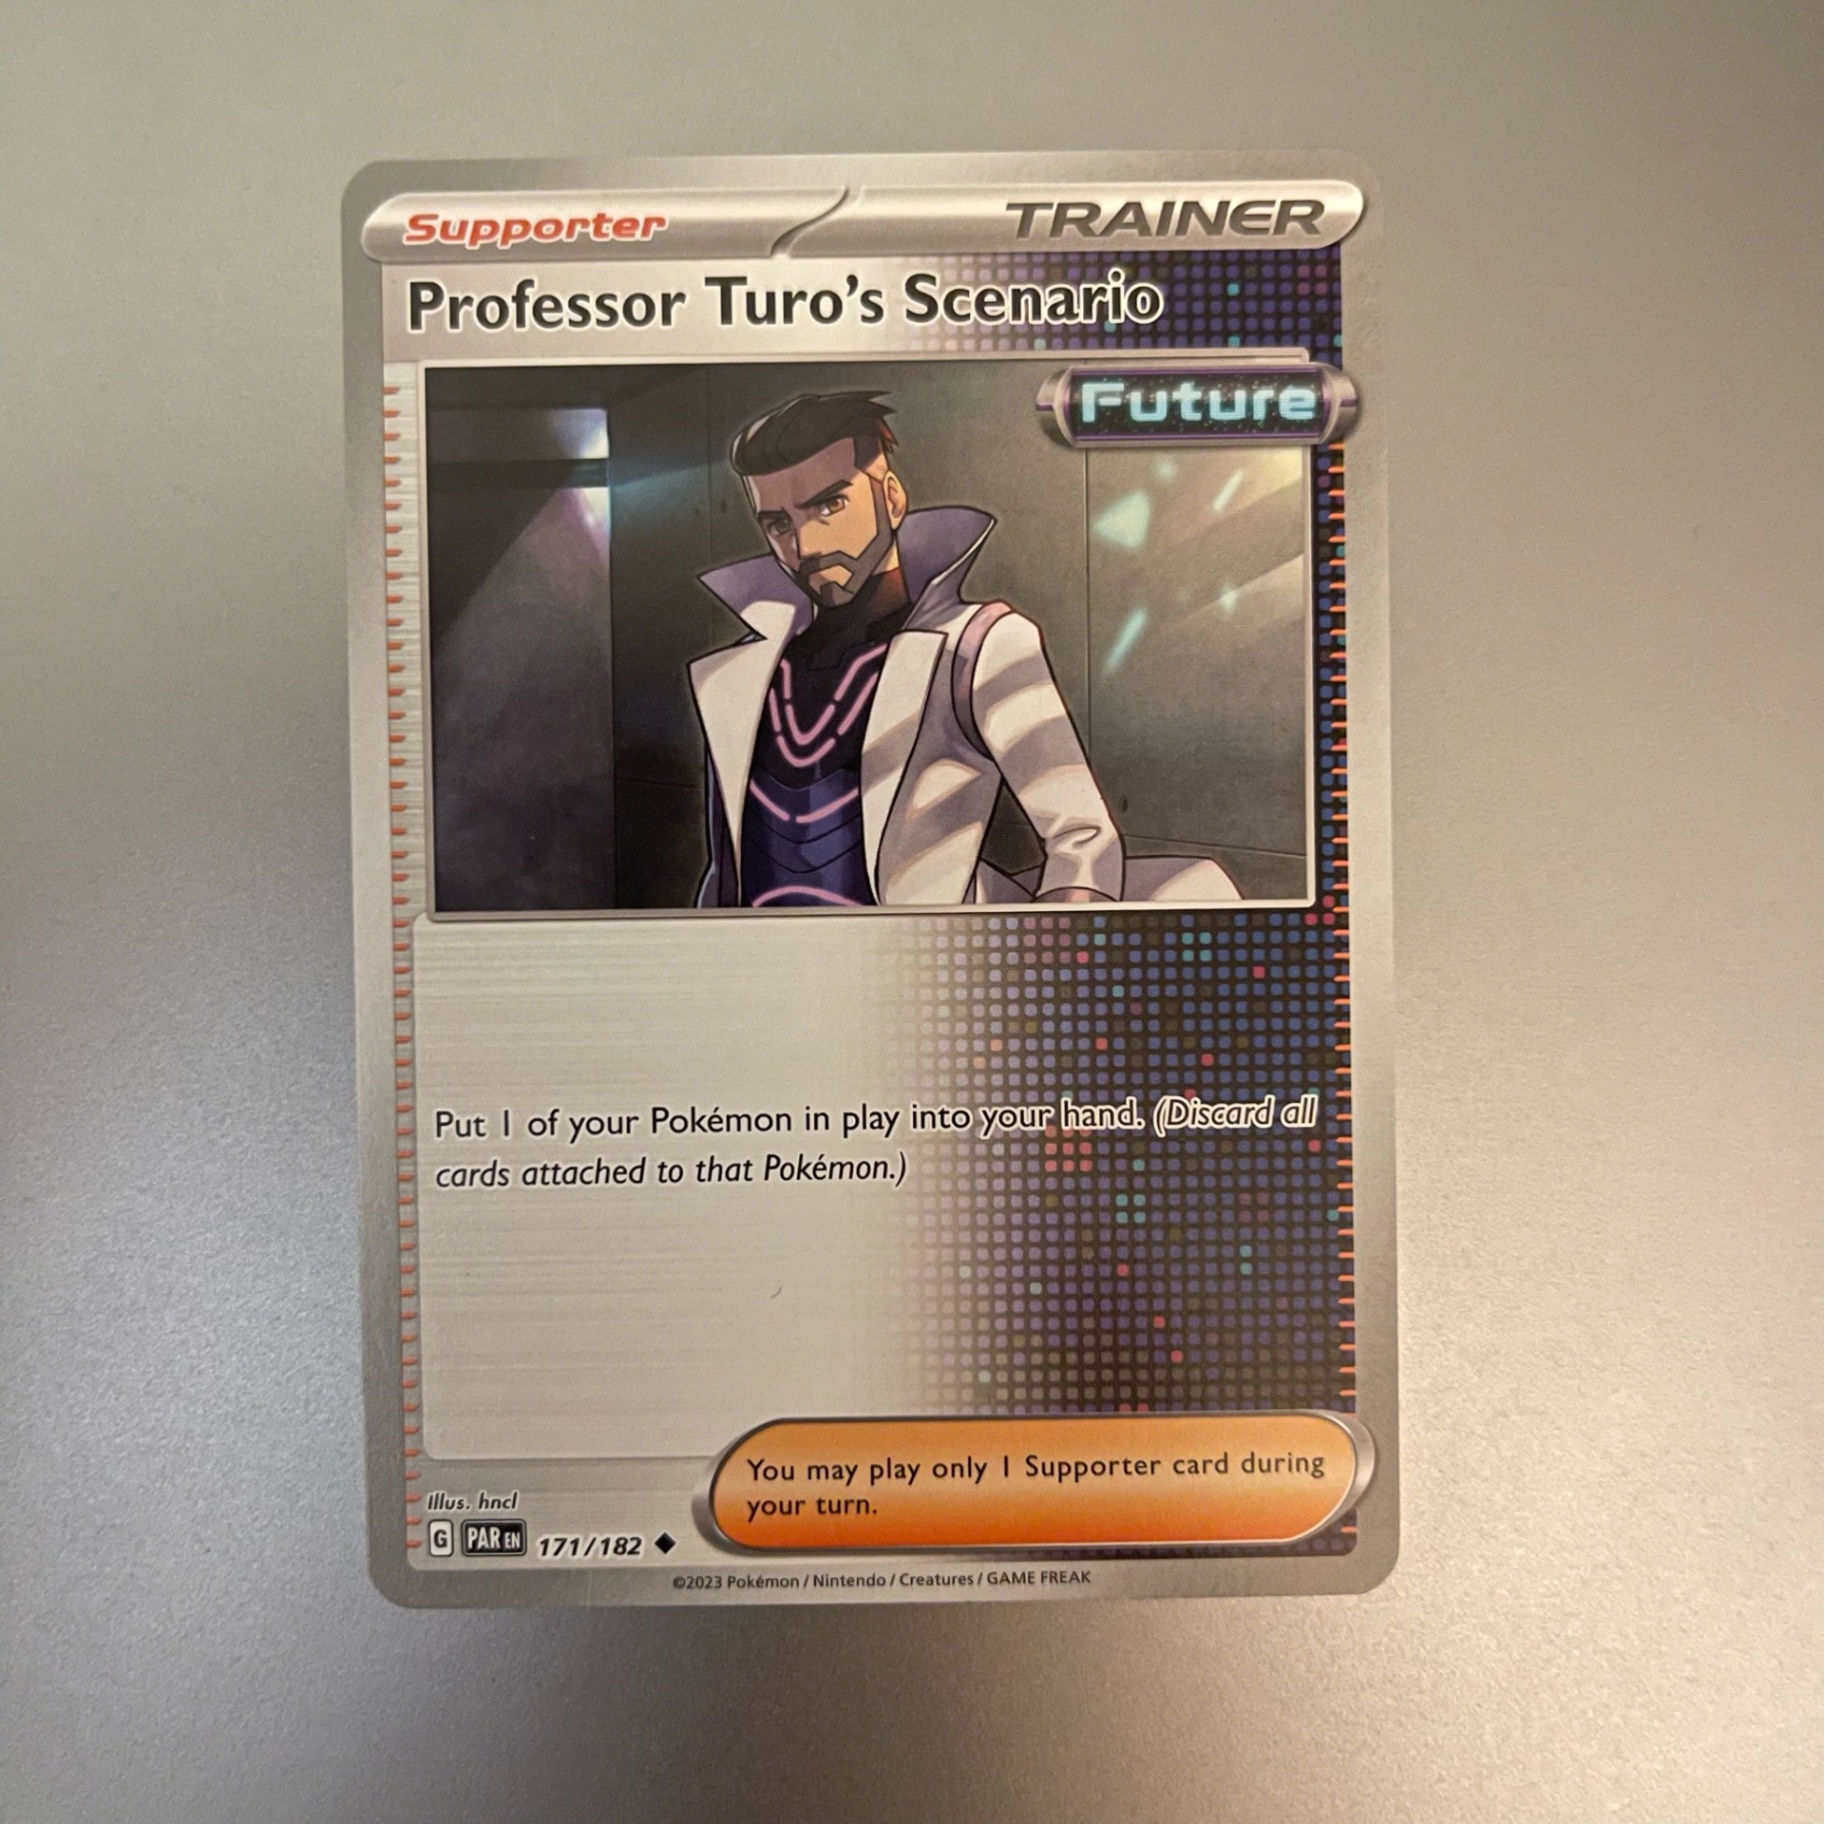 Supporter
TRAINER
Professor Turo's Scenario
Future
Put 1 of your Pokémon in play into your hand. (Discard all
cards attached to that Pokémon.)
You may play only 1 Supporter card during
your turn.
Illus. hncl
G PAR EN 171/182
©2023 Pokémon / Nintendo / Creatures / GAME FREAK